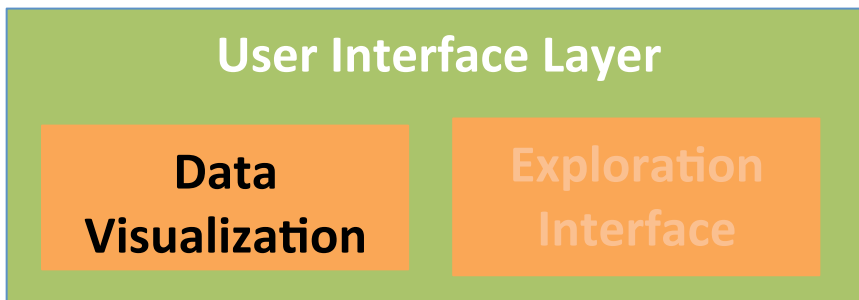 User Interface Layer
Data
Visualization
Exploration
Interface